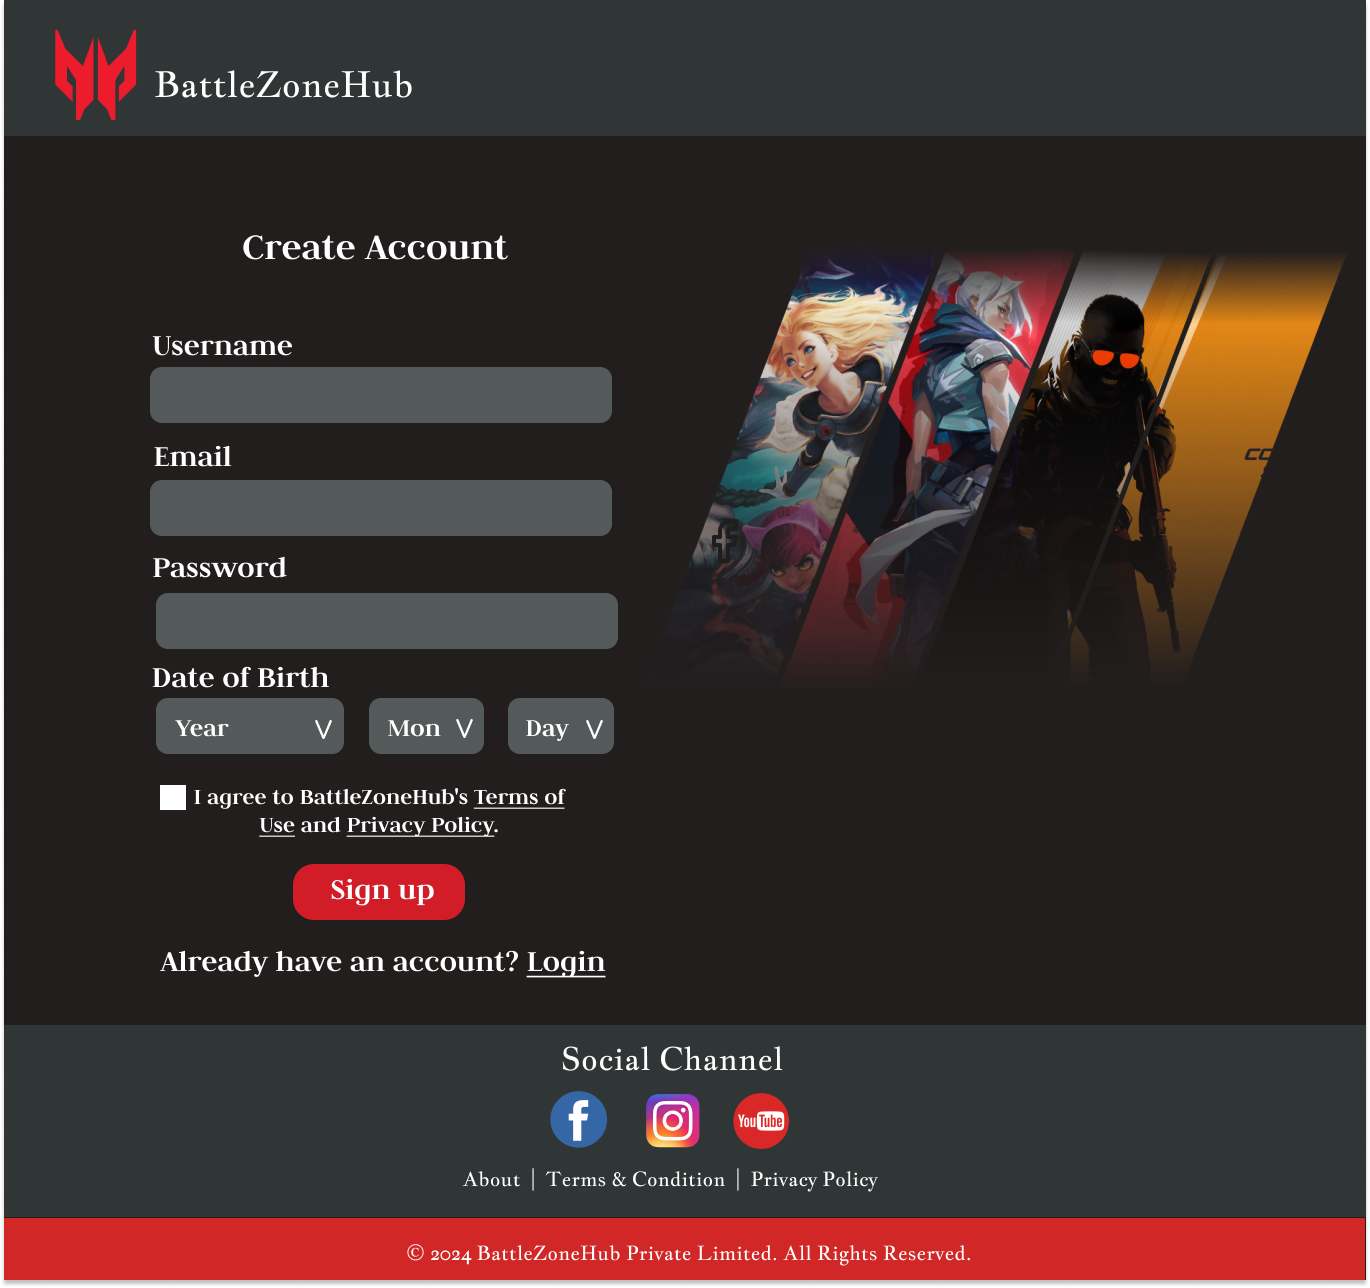 BattleZoneHub
Create Account
Username
Email
Password
Date of Birth
Year V Mon V Day V
I agree to BattleZoneHub's Terms of
Use and Privacy Policy.
Sign up
Already have an account? Login
Social Channel
f YouTube
About | Terms & Condition | Privacy Policy
© 2024 BattleZoneHub Private Limited. All Rights Reserved.